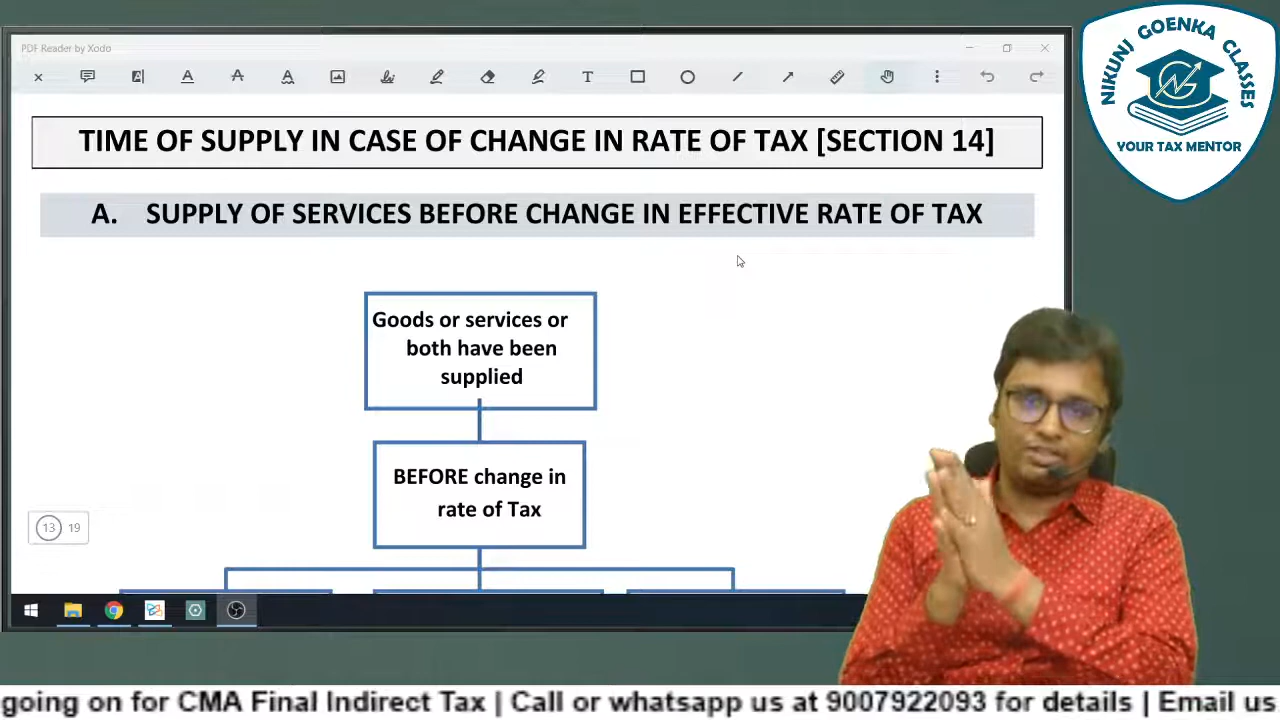 PDF Reader by Xodo
TIME OF SUPPLY IN CASE OF CHANGE IN RATE OF TAX [SECTION 14]
A. SUPPLY OF SERVICES BEFORE CHANGE IN EFFECTIVE RATE OF TAX
Goods or services or
both have been
supplied
BEFORE change in
rate of Tax
13 19
NIKUNJ GOENKA CLASSES
NG
YOUR TAX MENTOR
going on for CMA Final Indirect Tax | Call or whatsapp us at 9007922093 for details | Email us